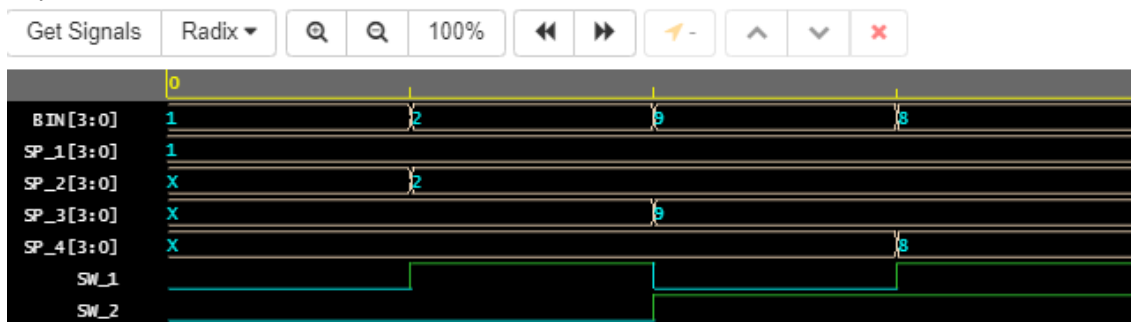 Get Signals Radix 100% -
0
BIN[3:0] 1 2 9 8
SP_1[3:0] 1
SP_2[3:0] X 2
SP_3[3:0] X 9
SP_4[3:0] X 8
SW_1
SW_2